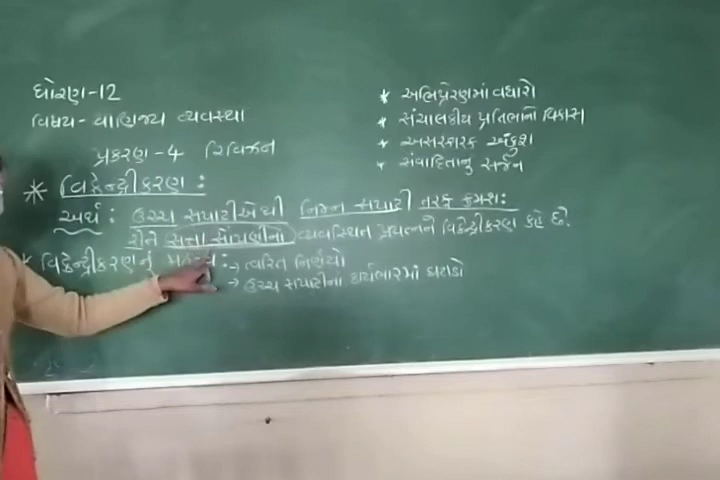 ધોરણ-12
વિષય - વાણિજ્ય વ્યવસ્થા
પ્રકરણ -4 રિવિઝન
* વિકેન્દ્રીકરણ :
અર્થ : ઉચ્ચ સપાટીએથી નિમ્ન સપાટી તરફ ક્રમશઃ
રીતે સત્તા સોંપણીનો વ્યવસ્થિત પ્રયત્નને વિકેન્દ્રીકરણ કહે છે.
* વિકેન્દ્રીકરણનું :→ ત્વરિત નિર્ણયો
→ ઉચ્ચ સપાટીનાં કાર્યભારમાં ઘટાડો
* અભિપ્રેરણમાં વધારો
* સંચાલકીય પ્રતિભાનો વિકાસ
* અસરકારક અંકુશ
* સંવાદિતાનું સર્જન